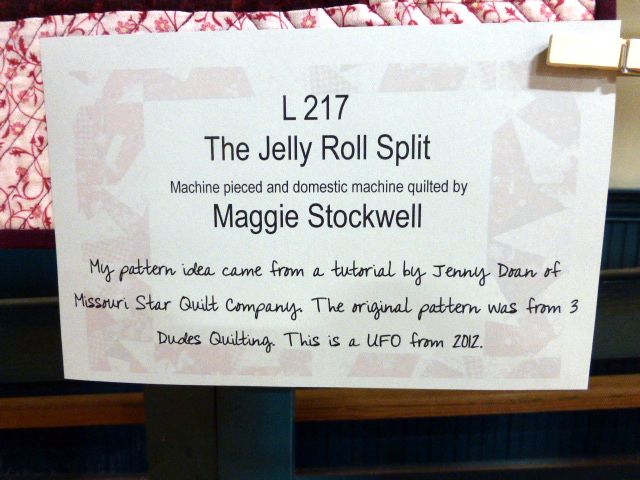 L 217
The Jelly Roll Split
Machine pieced and domestic machine quilted by
Maggie Stockwell
My pattern idea came from a tutorial by Jenny Doan of
Missouri Star Quilt Company. The original pattern was from 3
Dudes Quilting. This is a UFO from 2012.